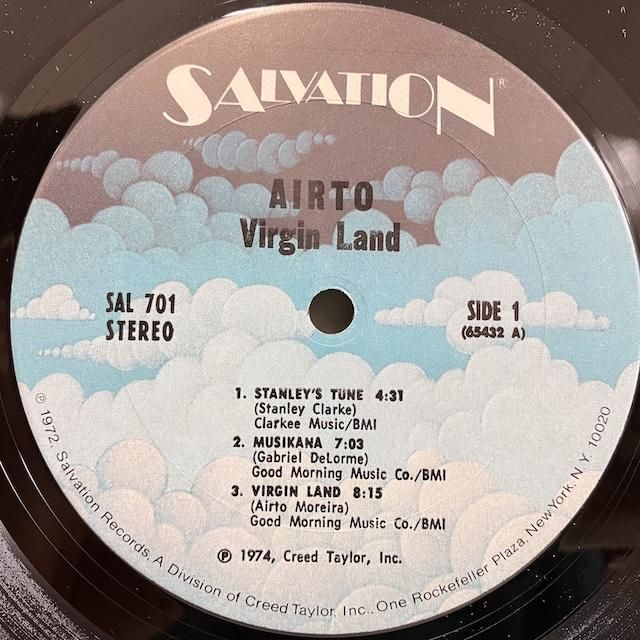 SALVATION®
AIRTO
Virgin Land
SAL 701
STEREO
SIDE 1
(65432 A)
1. STANLEY'S TUNE 4:31
(Stanley Clarke)
Clarkee Music/BMI
2. MUSIKANA 7:03
(Gabriel DeLorme)
Good Morning Music Co./BMI
3. VIRGIN LAND 8:15
(Airto Moreira)
Good Morning Music Co./BMI
℗ 1974, Creed Taylor, Inc.
℗ 1972, Salvation Records, A Division of Creed Taylor, Inc., One Rockefeller Plaza, New York, N.Y. 10020